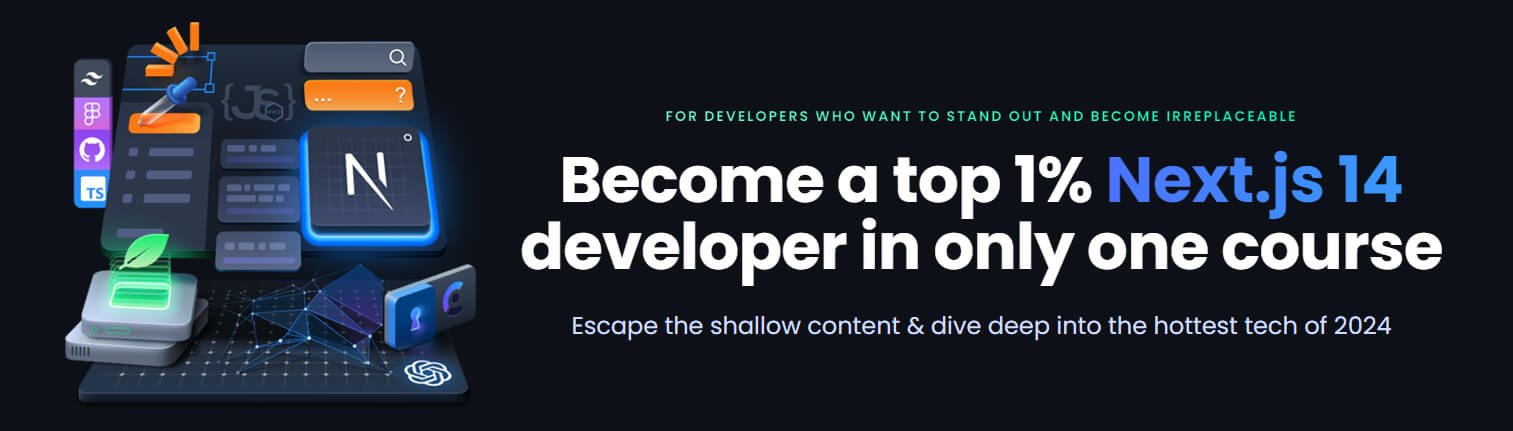 ... ?
{JS}
PRO
N
TS
FOR DEVELOPERS WHO WANT TO STAND OUT AND BECOME IRREPLACEABLE
Become a top 1% Next.js 14
developer in only one course
Escape the shallow content & dive deep into the hottest tech of 2024